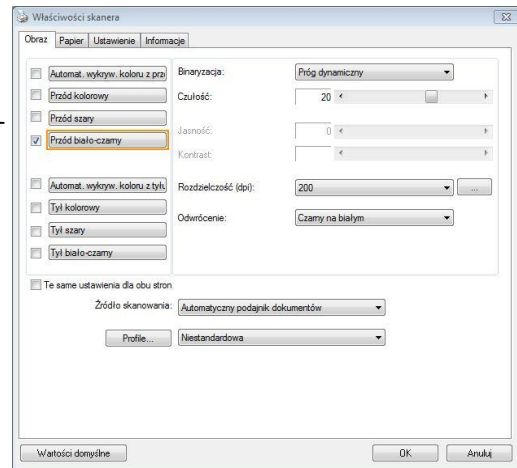 Właściwości skanera
Obraz Papier Ustawienie Informacje
Automat. wykryw. koloru z prz
Przód kolorowy
Przód szary
Przód biało-czarny
Automat. wykryw. koloru z tyłu
Tył kolorowy
Tył szary
Tył biało-czarny
Binaryzacja: Próg dynamiczny
Czułość: 20
Jasność: 0
Kontrast:
Rozdzielczość (dpi): 200 ...
Odwrócenie: Czarny na białym
Te same ustawienia dla obu stron
Źródło skanowania: Automatyczny podajnik dokumentów
Profile... Niestandardowa
Wartości domyślne OK Anuluj